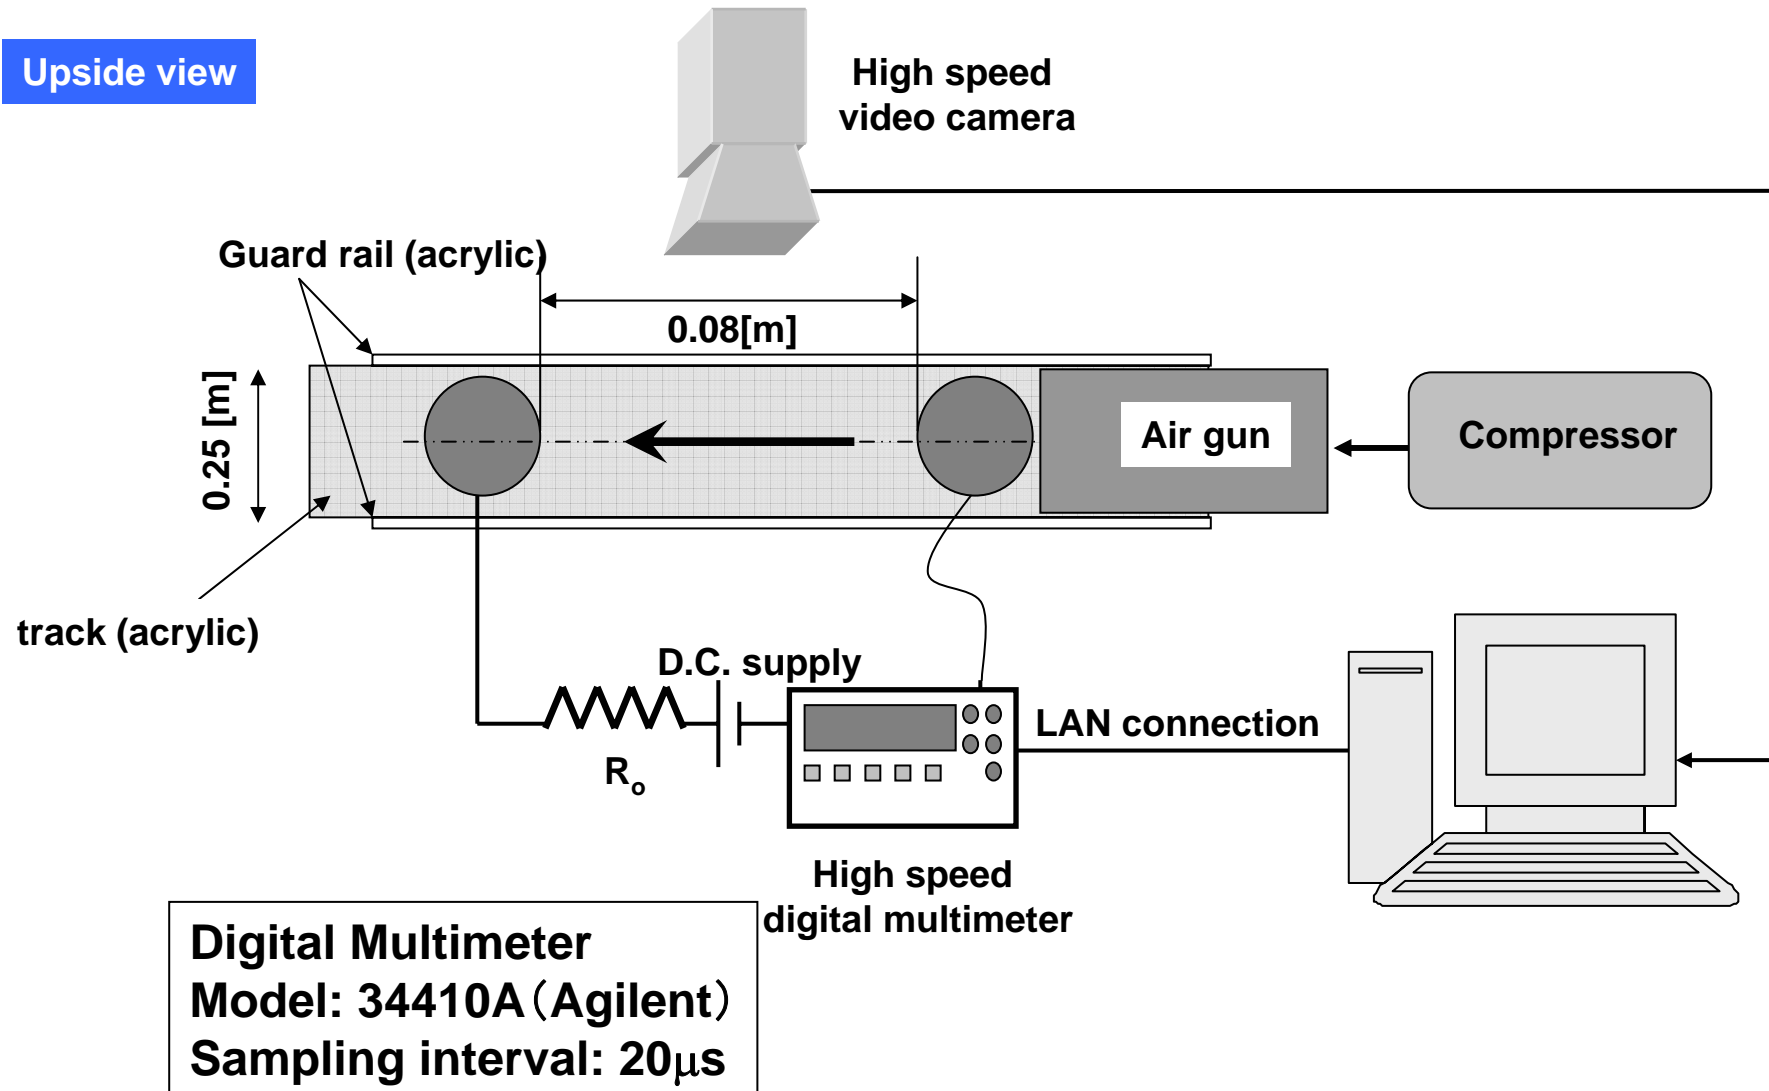 Upside view
High speed
video camera
Guard rail (acrylic)
0.08[m]
0.25 [m]
Air gun
Compressor
track (acrylic)
D.C. supply
LAN connection
Ro
High speed
digital multimeter
Digital Multimeter
Model: 34410A（Agilent）
Sampling interval: 20μs